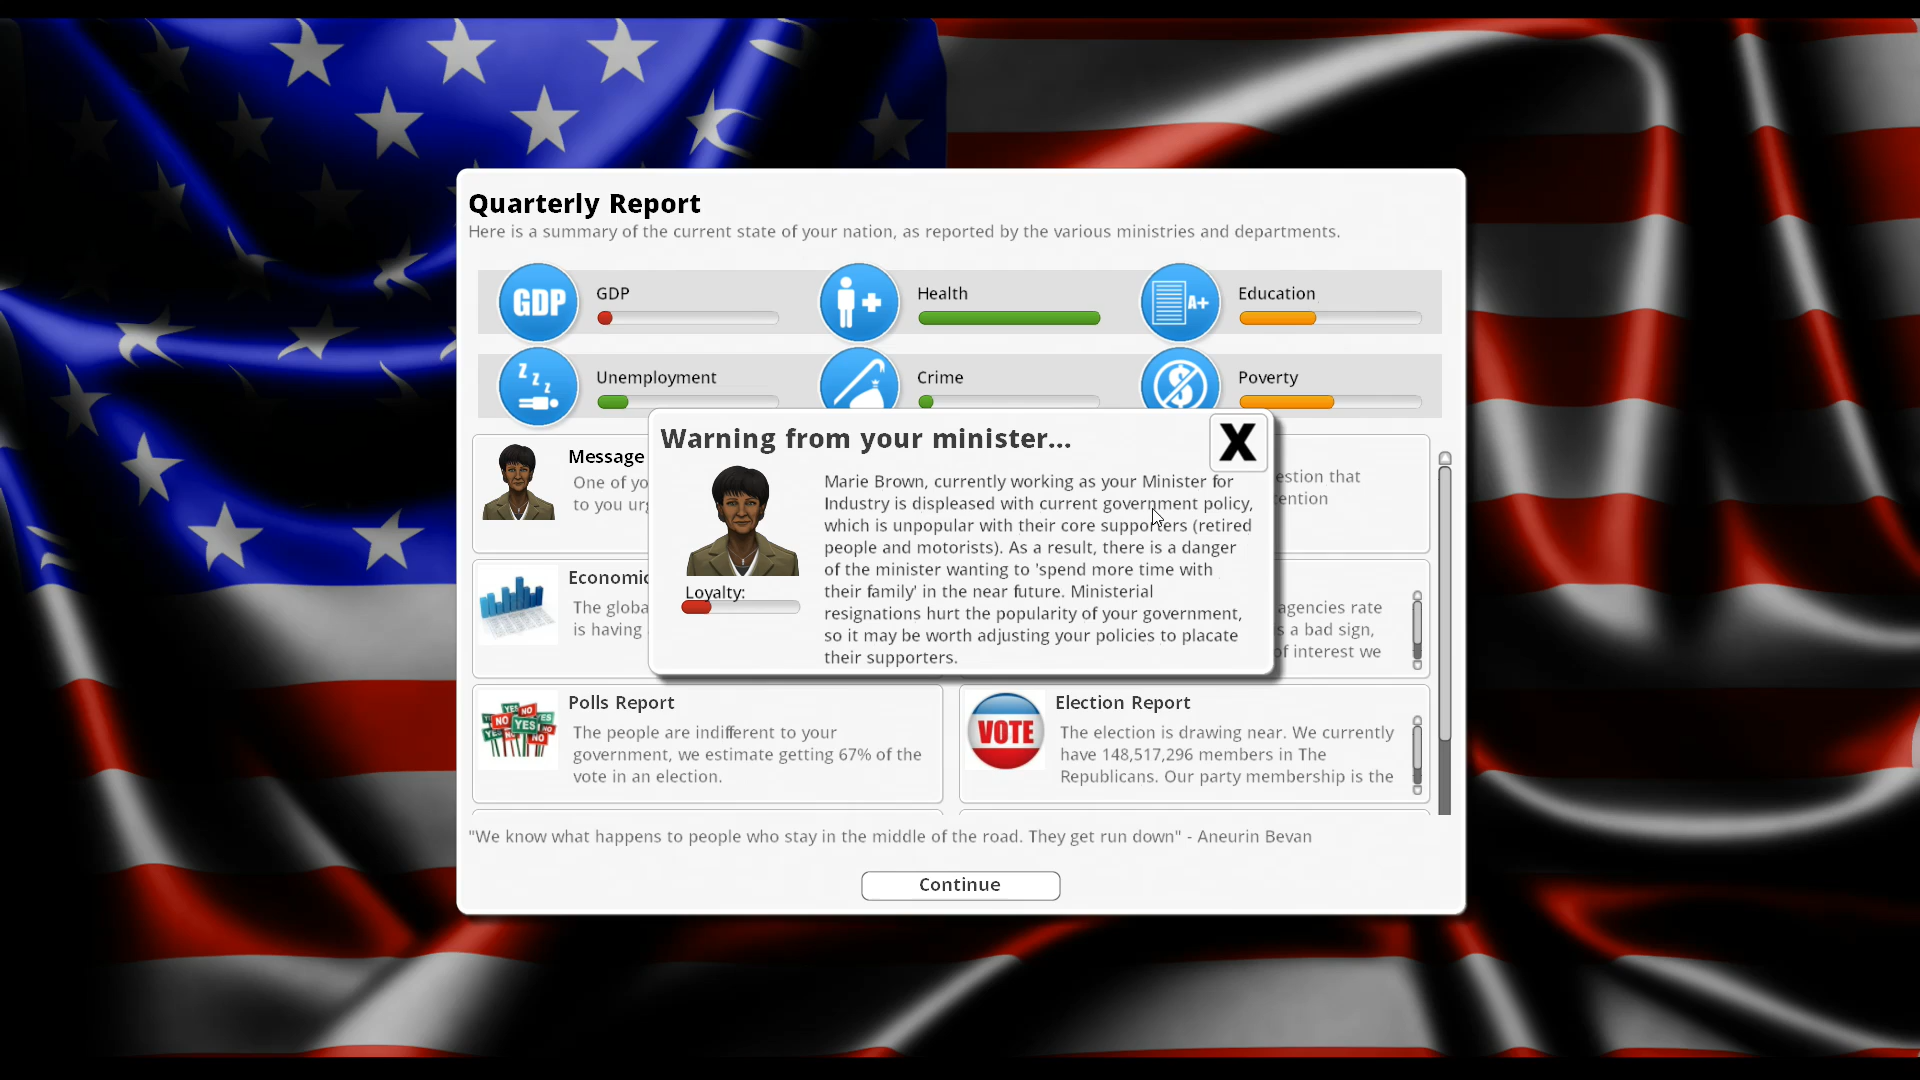 Quarterly Report
Here is a summary of the current state of your nation, as reported by the various ministries and departments.
GDP
GDP
Health
A+
Education
Z Z Z
Unemployment
Crime
$
Poverty
Warning from your minister...
X
Marie Brown, currently working as your Minister for
Industry is displeased with current government policy,
which is unpopular with their core supporters (retired
people and motorists). As a result, there is a danger
of the minister wanting to 'spend more time with
their family' in the near future. Ministerial
resignations hurt the popularity of your government,
so it may be worth adjusting your policies to placate
their supporters.
Loyalty:
Message
One of yo
to you urg
estion that
ention
Economic
The globa
is having
agencies rate
s a bad sign,
of interest we
YES NO NO YES YES NO NO
Polls Report
The people are indifferent to your
government, we estimate getting 67% of the
vote in an election.
VOTE
Election Report
The election is drawing near. We currently
have 148,517,296 members in The
Republicans. Our party membership is the
"We know what happens to people who stay in the middle of the road. They get run down" - Aneurin Bevan
Continue